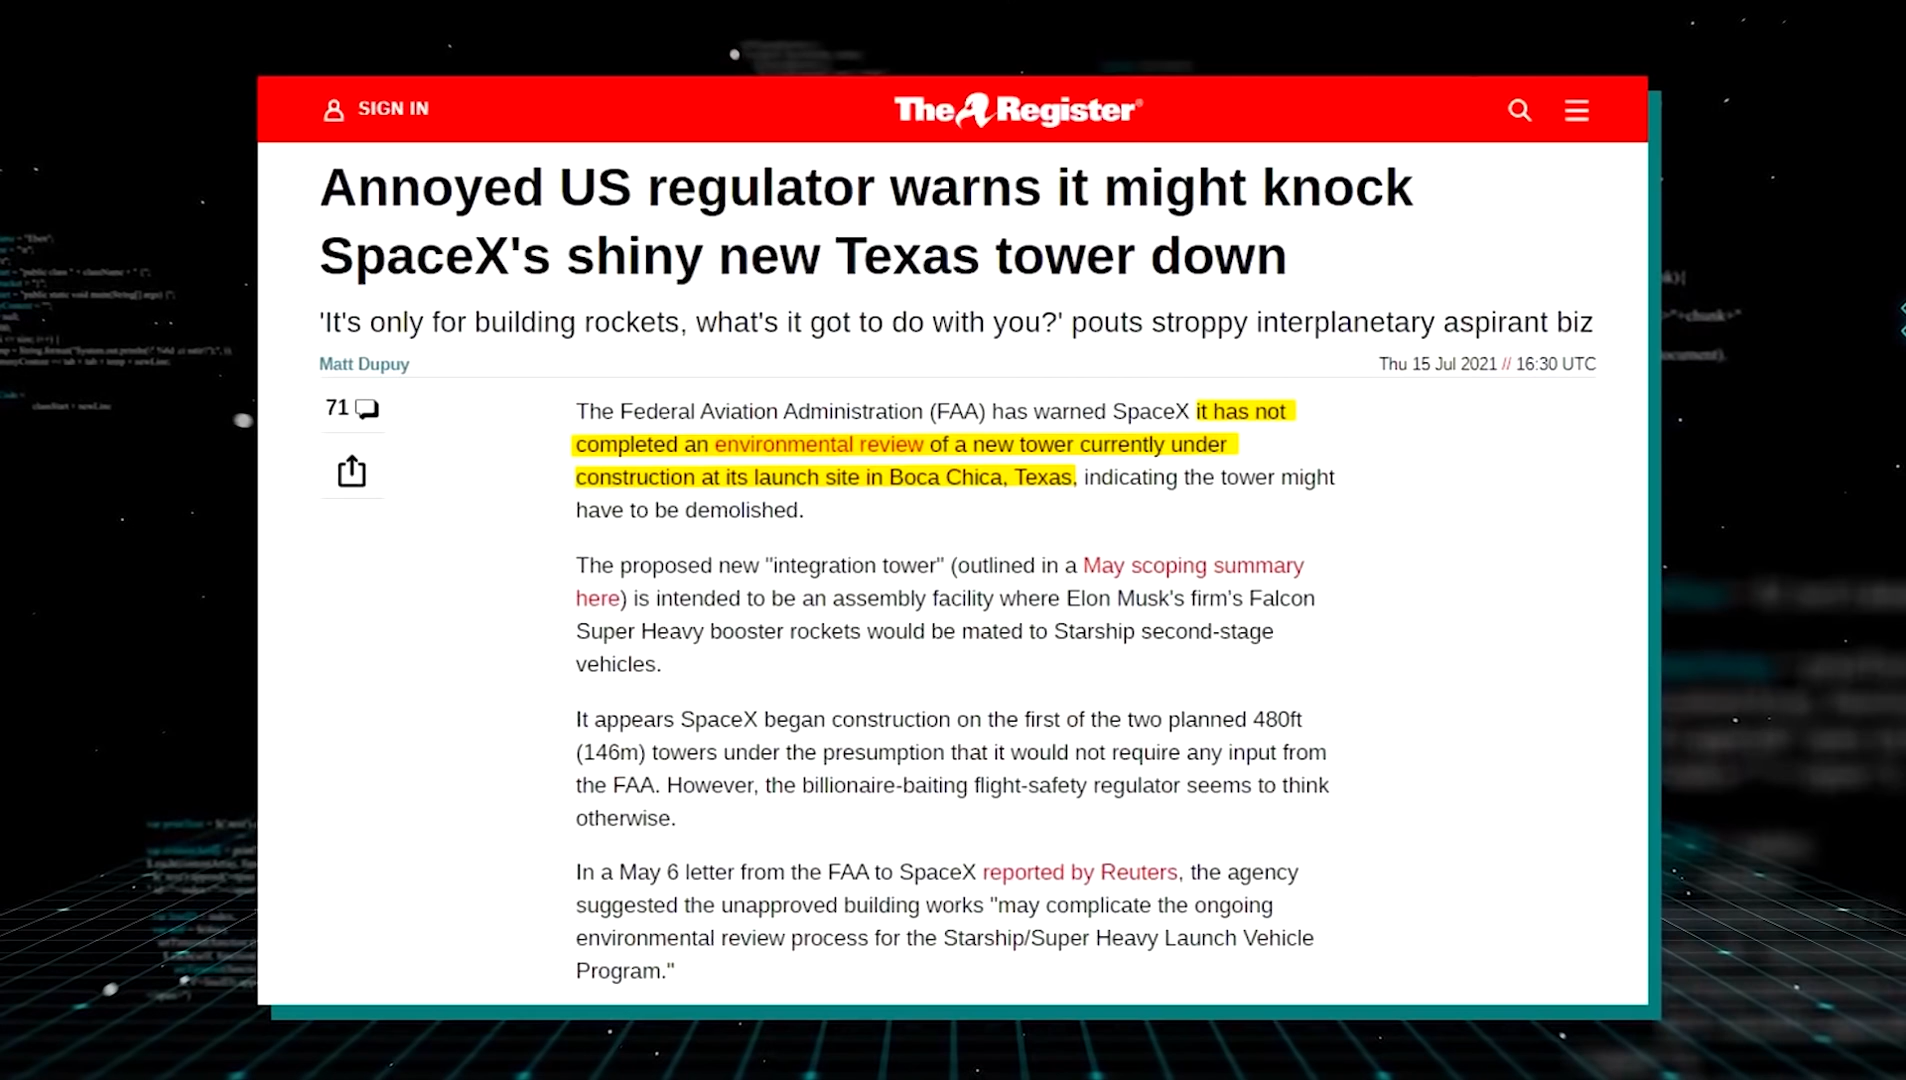 SIGN IN
The Register®
Annoyed US regulator warns it might knock
SpaceX's shiny new Texas tower down
'It's only for building rockets, what's it got to do with you?' pouts stroppy interplanetary aspirant biz
Matt Dupuy
Thu 15 Jul 2021 // 16:30 UTC
71
The Federal Aviation Administration (FAA) has warned SpaceX it has not
completed an environmental review of a new tower currently under
construction at its launch site in Boca Chica, Texas, indicating the tower might
have to be demolished.
The proposed new "integration tower" (outlined in a May scoping summary
here) is intended to be an assembly facility where Elon Musk's firm's Falcon
Super Heavy booster rockets would be mated to Starship second-stage
vehicles.
It appears SpaceX began construction on the first of the two planned 480ft
(146m) towers under the presumption that it would not require any input from
the FAA. However, the billionaire-baiting flight-safety regulator seems to think
otherwise.
In a May 6 letter from the FAA to SpaceX reported by Reuters, the agency
suggested the unapproved building works "may complicate the ongoing
environmental review process for the Starship/Super Heavy Launch Vehicle
Program."